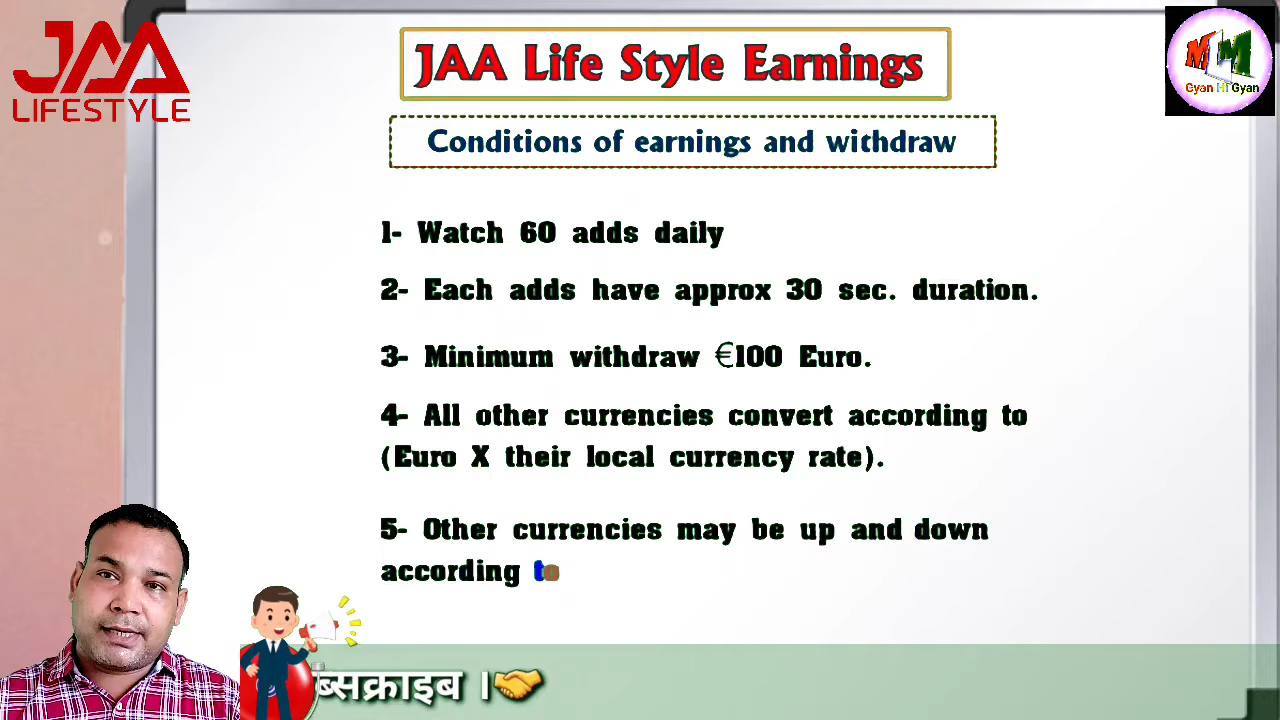 JAA
LIFESTYLE
JAA Life Style Earnings
MM
Gyan Hi Gyan
Conditions of earnings and withdraw
1- Watch 60 adds daily
2- Each adds have approx 30 sec. duration.
3- Minimum withdraw €100 Euro.
4- All other currencies convert according to
(Euro X their local currency rate).
5- Other currencies may be up and down
according to
ब्सक्राइब ।